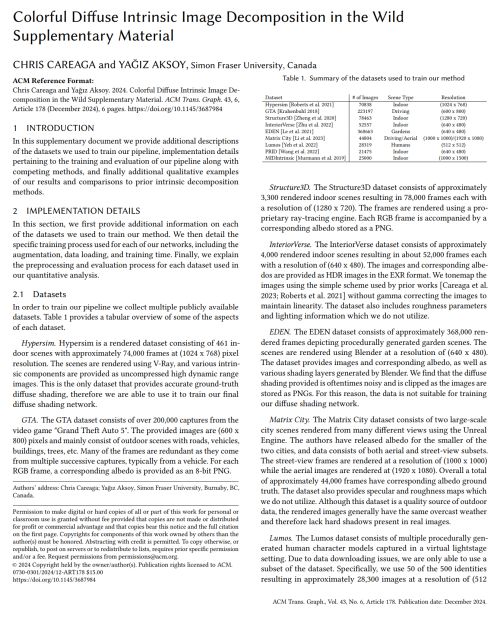 Colorful Diffuse Intrinsic Image Decomposition in the Wild
Supplementary Material
CHRIS CAREAGA and YAĞIZ AKSOY, Simon Fraser University, Canada
ACM Reference Format:
Chris Careaga and Yağız Aksoy. 2024. Colorful Diffuse Intrinsic Image De-
composition in the Wild Supplementary Material. ACM Trans. Graph. 43, 6,
Article 178 (December 2024), 6 pages. https://doi.org/10.1145/3687984
1 INTRODUCTION
In this supplementary document we provide additional descriptions
of the datasets we used to train our pipeline, implementation details
pertaining to the training and evaluation of our pipeline along with
competing methods, and finally additional qualitative examples
of our results and comparisons to prior intrinsic decomposition
methods.
2 IMPLEMENTATION DETAILS
In this section, we first provide additional information on each
of the datasets we used to train our method. We then detail the
specific training process used for each of our networks, including the
augmentation, data loading, and training time. Finally, we explain
the preprocessing and evaluation process for each dataset used in
our quantitative analysis.
2.1 Datasets
In order to train our pipeline we collect multiple publicly available
datasets. Table 1 provides a tabular overview of some of the aspects
of each dataset.
Hypersim. Hypersim is a rendered dataset consisting of 461 in-
door scenes with approximately 74,000 frames at (1024 x 768) pixel
resolution. The scenes are rendered using V-Ray, and various intrin-
sic components are provided as uncompressed high dynamic range
images. This is the only dataset that provides accurate ground-truth
diffuse shading, therefore we are able to use it to train our final
diffuse shading network.
GTA. The GTA dataset consists of over 200,000 captures from the
video game "Grand Theft Auto 5". The provided images are (600 x
800) pixels and mainly consist of outdoor scenes with roads, vehicles,
buildings, trees, etc. Many of the frames are redundant as they come
from multiple successive captures, typically from a vehicle. For each
RGB frame, a corresponding albedo is provided as an 8-bit PNG.
Authors' address: Chris Careaga; Yağız Aksoy, Simon Fraser University, Burnaby, BC,
Canada.
Permission to make digital or hard copies of all or part of this work for personal or
classroom use is granted without fee provided that copies are not made or distributed
for profit or commercial advantage and that copies bear this notice and the full citation
on the first page. Copyrights for components of this work owned by others than the
author(s) must be honored. Abstracting with credit is permitted. To copy otherwise, or
republish, to post on servers or to redistribute to lists, requires prior specific permission
and/or a fee. Request permissions from permissions@acm.org.
© 2024 Copyright held by the owner/author(s). Publication rights licensed to ACM.
0730-0301/2024/12-ART178 $15.00
https://doi.org/10.1145/3687984
Table 1. Summary of the datasets used to train our method
Dataset # of Images Scene Type Resolution
Hypersim [Roberts et al. 2021] 70838 Indoor (1024 x 768)
GTA [Krähenbühl 2018] 223197 Driving (600 x 800)
Structure3D [Zheng et al. 2020] 78463 Indoor (1280 x 720)
InteriorVerse [Zhu et al. 2022] 52557 Indoor (640 x 480)
EDEN [Le et al. 2021] 368663 Gardens (640 x 480)
Matrix City [Li et al. 2023] 44804 Driving/Aerial (1000 x 1000)/(1920 x 1080)
Lumos [Yeh et al. 2022] 28319 Humans (512 x 512)
PRID [Wang et al. 2022] 21475 Indoor (640 x 480)
MIDIntrinsic [Murmann et al. 2019] 25000 Indoor (1000 x 1500)
Structure3D. The Structure3D dataset consists of approximately
3,300 rendered indoor scenes resulting in 78,000 frames each with
a resolution of (1280 x 720). The frames are rendered using a pro-
prietary ray-tracing engine. Each RGB frame is accompanied by a
corresponding albedo stored as a PNG.
InteriorVerse. The InteriorVerse dataset consists of approximately
4,000 rendered indoor scenes resulting in about 52,000 frames each
with a resolution of (640 x 480). The images and corresponding albe-
dos are provided as HDR images in the EXR format. We tonemap the
images using the simple scheme used by prior works [Careaga et al.
2023; Roberts et al. 2021] without gamma correcting the images to
maintain linearity. The dataset also includes roughness parameters
and lighting information which we do not utilize.
EDEN. The EDEN dataset consists of approximately 368,000 ren-
dered frames depicting procedurally generated garden scenes. The
scenes are rendered using Blender at a resolution of (640 x 480).
The dataset provides images and corresponding albedo, as well as
various shading layers generated by Blender. We find that the diffuse
shading provided is oftentimes noisy and is clipped as the images are
stored as PNGs. For this reason, the data is not suitable for training
our diffuse shading network.
Matrix City. The Matrix City dataset consists of two large-scale
city scenes rendered from many different views using the Unreal
Engine. The authors have released albedo for the smaller of the
two cities, and data consists of both aerial and street-view subsets.
The street-view frames are rendered at a resolution of (1000 x 1000)
while the aerial images are rendered at (1920 x 1080). Overall a total
of approximately 44,000 frames have corresponding albedo ground
truth. The dataset also provides specular and roughness maps which
we do not utilize. Although this dataset is a quality source of outdoor
data, the rendered images generally have the same overcast weather
and therefore lack hard shadows present in real images.
Lumos. The Lumos dataset consists of multiple procedurally gen-
erated human character models captured in a virtual lightstage
setting. Due to data downloading issues, we are only able to use a
subset of the dataset. Specifically, we use 50 of the 500 identities
resulting in approximately 28,300 images at a resolution of (512
ACM Trans. Graph., Vol. 43, No. 6, Article 178. Publication date: December 2024.